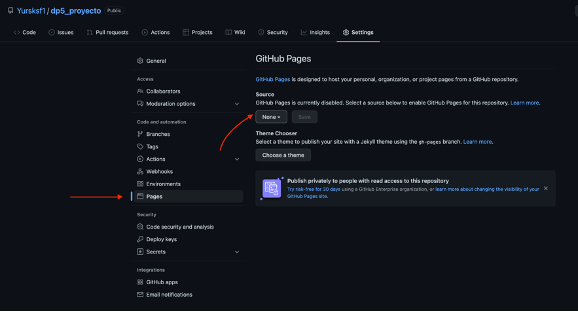 Yursksf1 / dp5_proyecto Public
Code Issues Pull requests Actions Projects Wiki Security Insights Settings
General
Access
Collaborators
Moderation options
Code and automation
Branches
Tags
Actions
Webhooks
Environments
Pages
Security
Code security and analysis
Deploy keys
Secrets
Integrations
GitHub apps
Email notifications
GitHub Pages
GitHub Pages is designed to host your personal, organization, or project pages from a GitHub repository.
Source
GitHub Pages is currently disabled. Select a source below to enable GitHub Pages for this repository. Learn more.
None Save
Theme Chooser
Select a theme to publish your site with a Jekyll theme using the gh-pages branch. Learn more.
Choose a theme
Publish privately to people with read access to this repository
Try risk-free for 30 days using a GitHub Enterprise organization, or learn more about changing the visibility of your
GitHub Pages site.